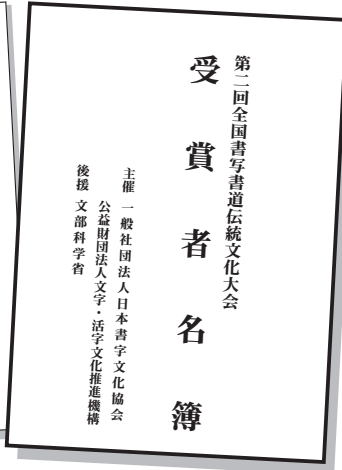 第二回全国書写書道伝統文化大会
受賞者名簿
主催 一般社団法人日本書字文化協会
公益財団法人文字・活字文化推進機構
後援 文部科学省